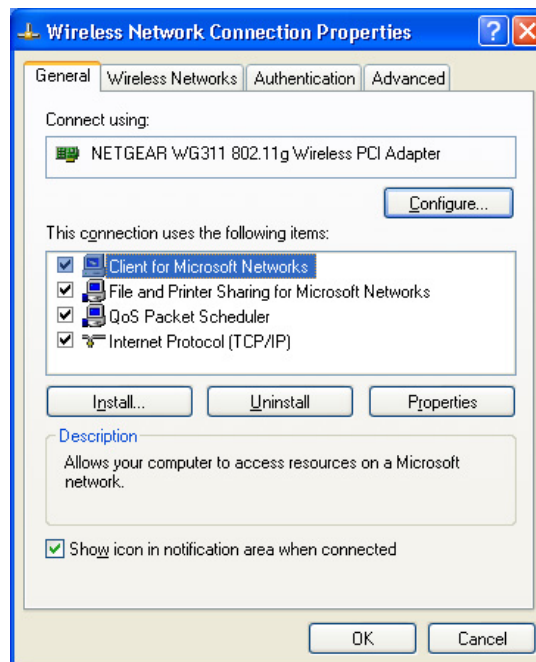 Wireless Network Connection Properties
General Wireless Networks Authentication Advanced
Connect using:
NETGEAR WG311 802.11g Wireless PCI Adapter
Configure...
This connection uses the following items:
Client for Microsoft Networks
File and Printer Sharing for Microsoft Networks
QoS Packet Scheduler
Internet Protocol (TCP/IP)
Install... Uninstall Properties
Description
Allows your computer to access resources on a Microsoft
network.
Show icon in notification area when connected
OK Cancel